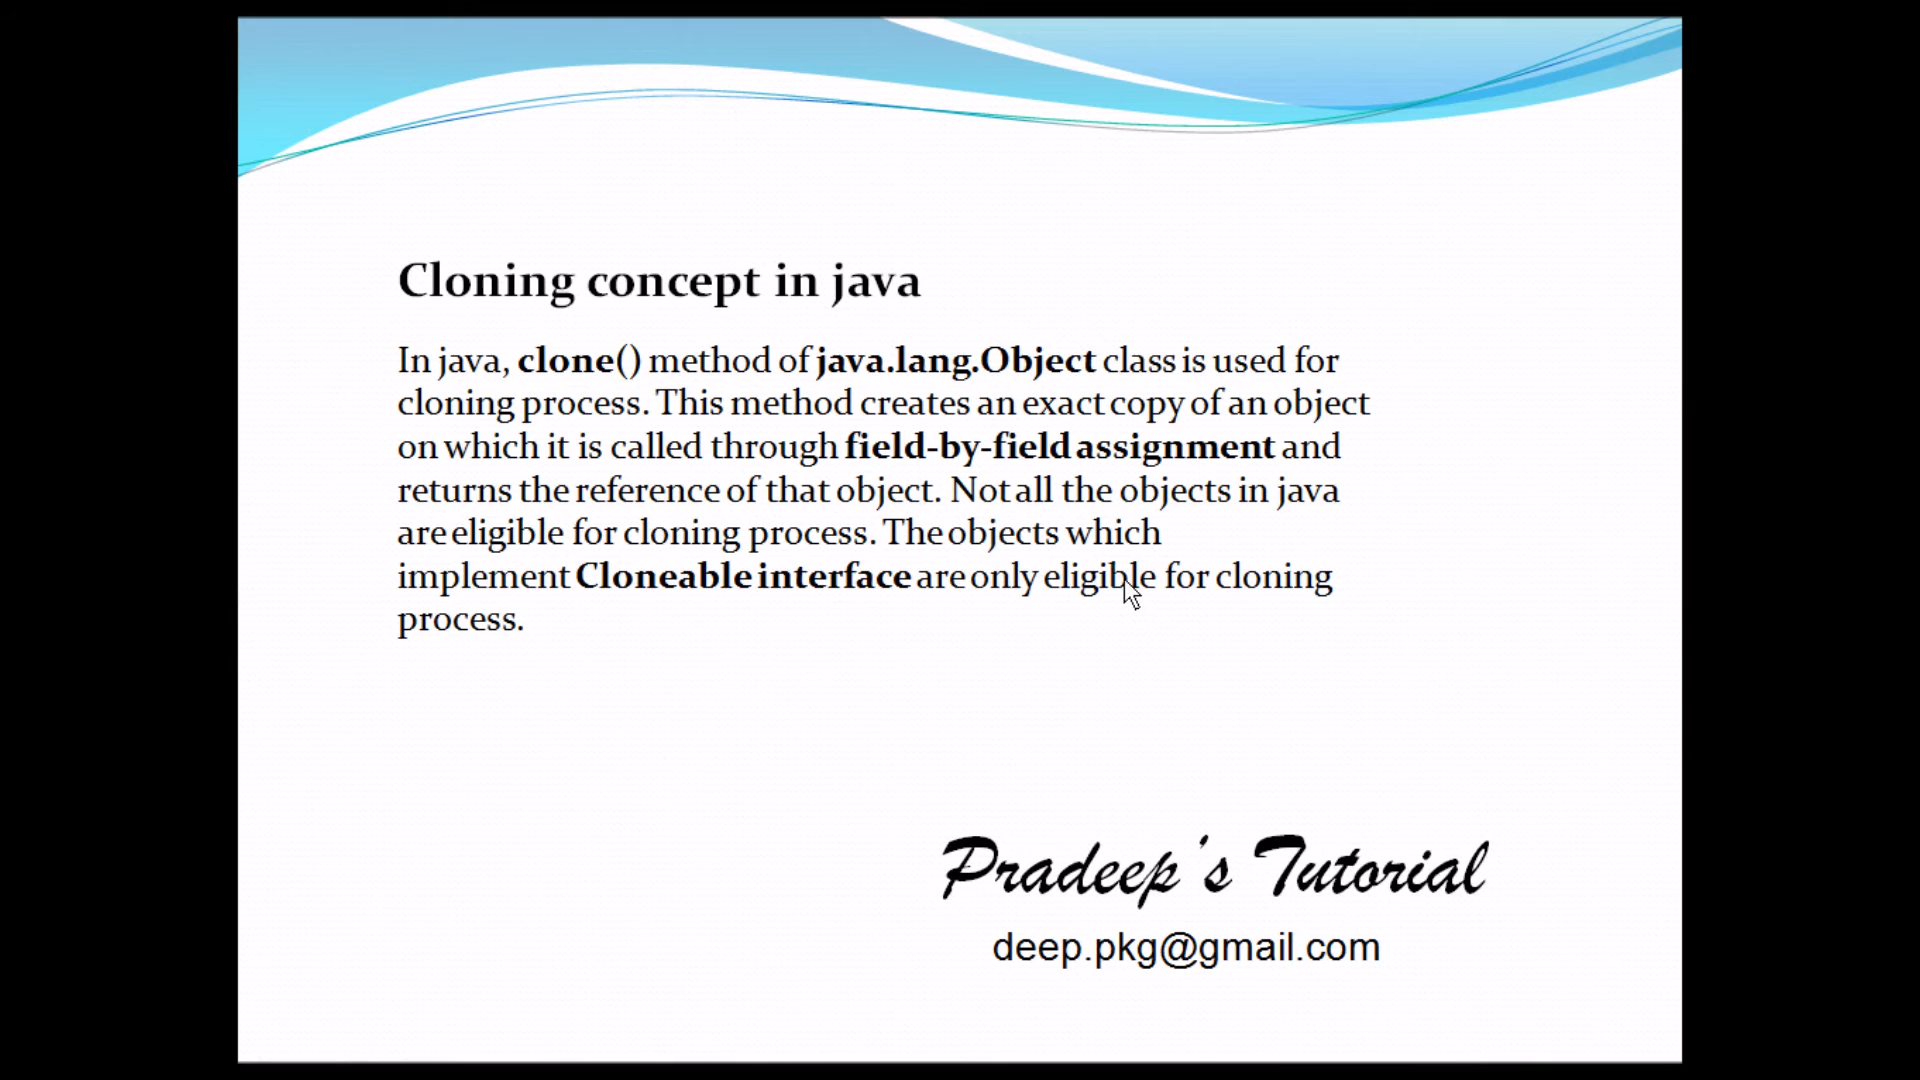 Cloning concept in java
In java, clone() method of java.lang.Object class is used for
cloning process. This method creates an exact copy of an object
on which it is called through field-by-field assignment and
returns the reference of that object. Not all the objects in java
are eligible for cloning process. The objects which
implement Cloneable interface are only eligible for cloning
process.
Pradeep's Tutorial
deep.pkg@gmail.com